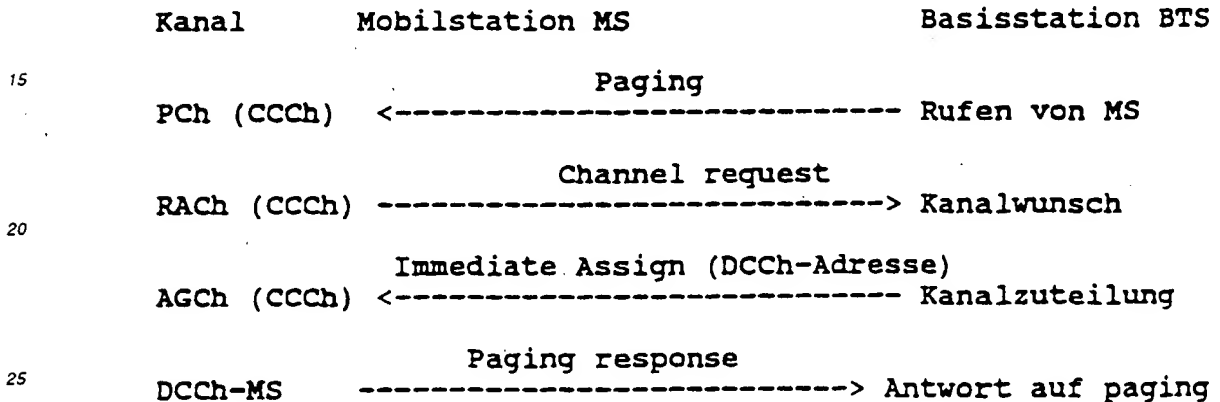 Kanal Mobilstation MS Basisstation BTS
15
Paging
PCh (CCCh) <---------------------------- Rufen von MS
Channel request
RACh (CCCh) ----------------------------> Kanalwunsch
20
Immediate Assign (DCCh-Adresse)
AGCh (CCCh) <---------------------------- Kanalzuteilung
Paging response
25
DCCh-MS ---------------------------> Antwort auf paging